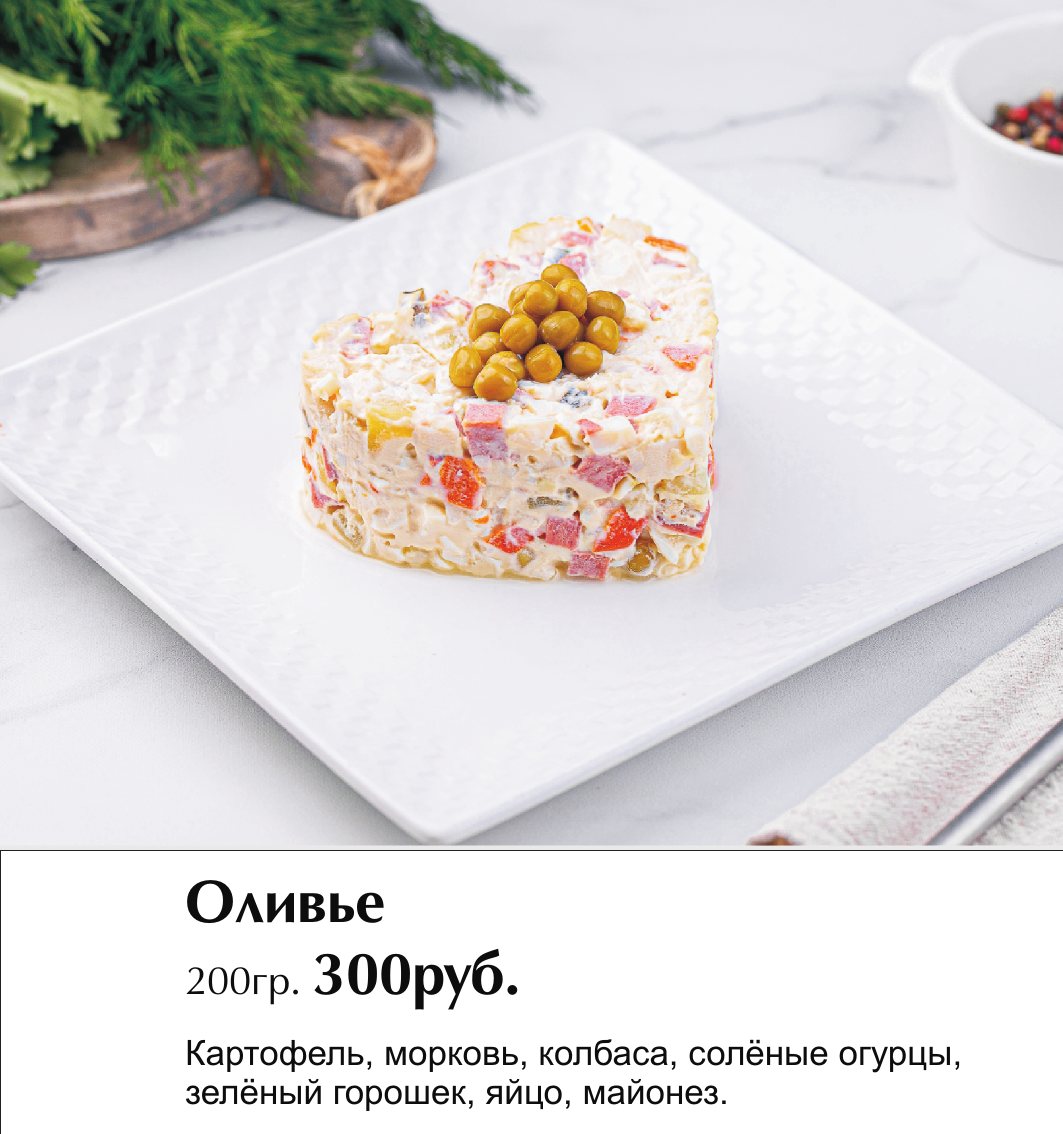 Оливье
200гр. 300руб.
Картофель, морковь, колбаса, солёные огурцы,
зелёный горошек, яйцо, майонез.